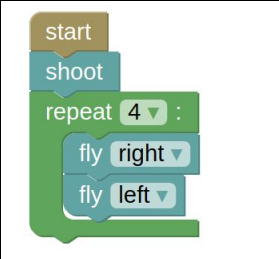 start
shoot
repeat 4 ▼ :
fly right ▼
fly left ▼